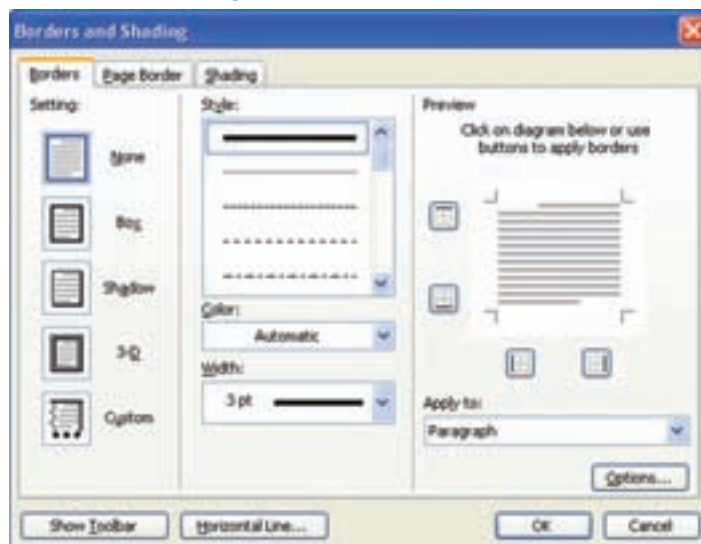 Borders and Shading
Borders Page Border Shading
Setting:
None
Box
Shadow
3-D
Custom
Style:
Color:
Automatic
Width:
3 pt
Preview
Click on diagram below or use
buttons to apply borders
Apply to:
Paragraph
Options...
Show Toolbar Horizontal Line... OK Cancel